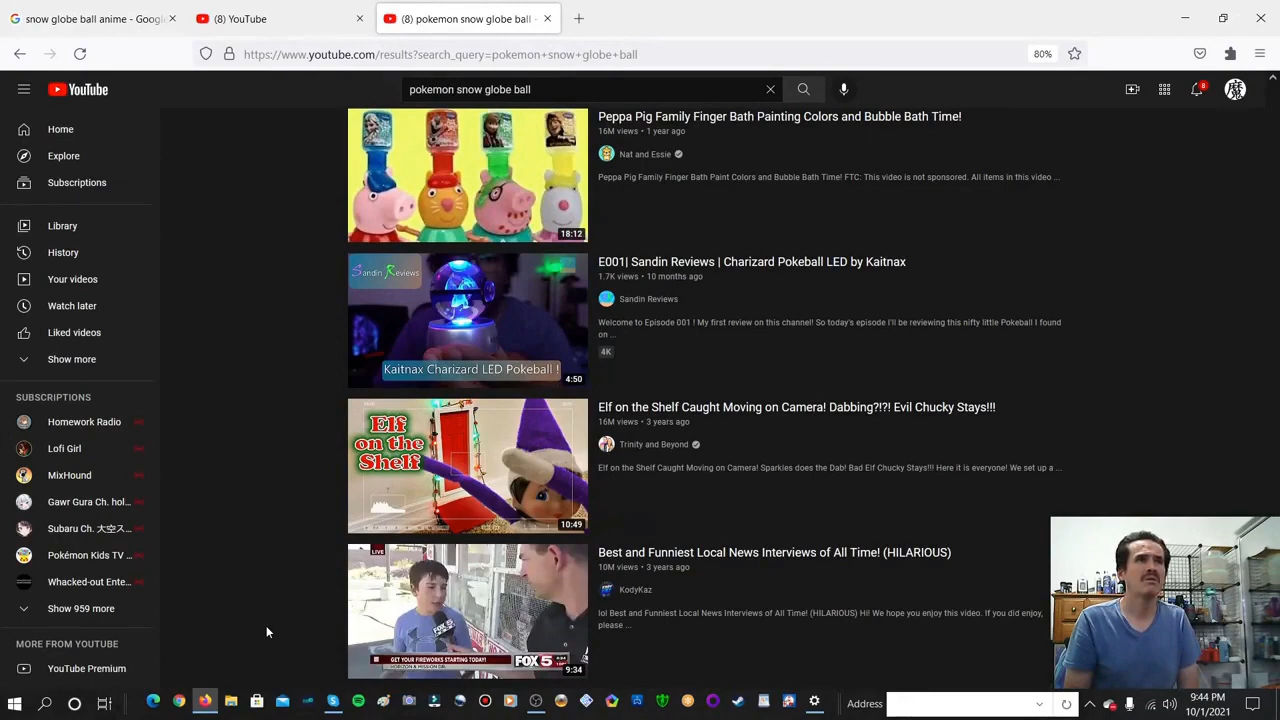 snow globe ball anime - Googl
(8) YouTube
(8) pokemon snow globe ball -
https://www.youtube.com/results?search_query=pokemon+snow+globe+ball
80%
YouTube
pokemon snow globe ball
8
魔
Home
Explore
Subscriptions
Library
History
Your videos
Watch later
Liked videos
Show more
SUBSCRIPTIONS
Homework Radio
Lofi Girl
MixHound
Gawr Gura Ch. hol...
Subaru Ch. 大空ス...
Pokémon Kids TV ...
Whacked-out Ente...
Show 959 more
MORE FROM YOUTUBE
YouTube Premium
18:12
Peppa Pig Family Finger Bath Painting Colors and Bubble Bath Time!
16M views • 1 year ago
Nat and Essie
Peppa Pig Family Finger Bath Paint Colors and Bubble Bath Time! FTC: This video is not sponsored. All items in this video ...
Sandin Reviews
Kaitnax Charizard LED Pokeball !
4:50
E001| Sandin Reviews | Charizard Pokeball LED by Kaitnax
1.7K views • 10 months ago
Sandin Reviews
Welcome to Episode 001 ! My first review on this channel! So today's episode I'll be reviewing this nifty little Pokeball I found
on ...
4K
Elf
on the
Shelf
10:49
Elf on the Shelf Caught Moving on Camera! Dabbing?!?! Evil Chucky Stays!!!
16M views • 3 years ago
Trinity and Beyond
Elf on the Shelf Caught Moving on Camera! Sparkles does the Dab! Bad Elf Chucky Stays!!! Here it is everyone! We set up a ...
LIVE
FOX 5
GET YOUR FIREWORKS STARTING TODAY!
HORIZON & MISSION DR.
FOX 5
9:34
Best and Funniest Local News Interviews of All Time! (HILARIOUS)
10M views • 3 years ago
KodyKaz
lol Best and Funniest Local News Interviews of All Time! (HILARIOUS) Hi! We hope you enjoy this video. If you did enjoy,
please ...
Address
9:44 PM
10/1/2021